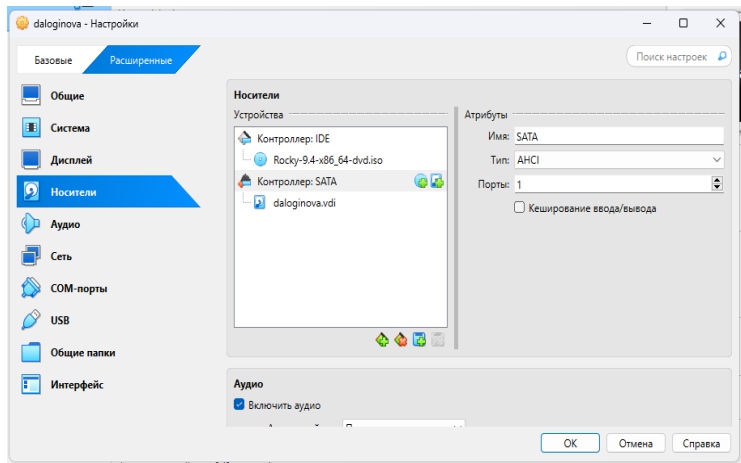 daloginova - Настройки
Базовые
Расширенные
Поиск настроек
Общие
Система
Дисплей
Носители
Аудио
Сеть
COM-порты
USB
Общие папки
Интерфейс
Носители
Устройства
Контроллер: IDE
Rocky-9.4-x86_64-dvd.iso
Контроллер: SATA
daloginova.vdi
Атрибуты
Имя: SATA
Тип: AHCI
Порты: 1
Кеширование ввода/вывода
Аудио
Включить аудио
OK
Отмена
Справка